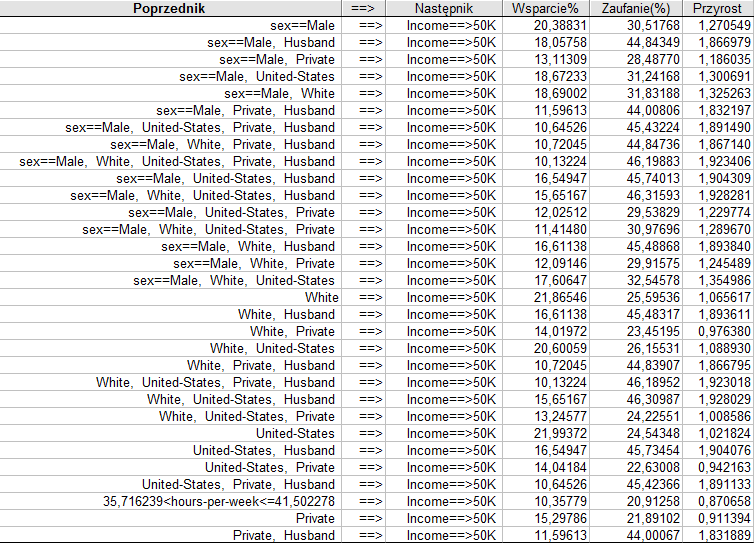 Poprzednik ==> Następnik Wsparcie% Zaufanie(%) Przyrost
sex==Male ==> Income==>50K 20,38831 30,51768 1,270549
sex==Male, Husband ==> Income==>50K 18,05758 44,84349 1,866979
sex==Male, Private ==> Income==>50K 13,11309 28,48770 1,186035
sex==Male, United-States ==> Income==>50K 18,67233 31,24168 1,300691
sex==Male, White ==> Income==>50K 18,69002 31,83188 1,325263
sex==Male, Private, Husband ==> Income==>50K 11,59613 44,00806 1,832197
sex==Male, United-States, Private, Husband ==> Income==>50K 10,64526 45,43224 1,891490
sex==Male, White, Private, Husband ==> Income==>50K 10,72045 44,84736 1,867140
sex==Male, White, United-States, Private, Husband ==> Income==>50K 10,13224 46,19883 1,923406
sex==Male, United-States, Husband ==> Income==>50K 16,54947 45,74013 1,904309
sex==Male, White, United-States, Husband ==> Income==>50K 15,65167 46,31593 1,928281
sex==Male, United-States, Private ==> Income==>50K 12,02512 29,53829 1,229774
sex==Male, White, United-States, Private ==> Income==>50K 11,41480 30,97696 1,289670
sex==Male, White, Husband ==> Income==>50K 16,61138 45,48868 1,893840
sex==Male, White, Private ==> Income==>50K 12,09146 29,91575 1,245489
sex==Male, White, United-States ==> Income==>50K 17,60647 32,54578 1,354986
White ==> Income==>50K 21,86546 25,59536 1,065617
White, Husband ==> Income==>50K 16,61138 45,48317 1,893611
White, Private ==> Income==>50K 14,01972 23,45195 0,976380
White, United-States ==> Income==>50K 20,60059 26,15531 1,088930
White, Private, Husband ==> Income==>50K 10,72045 44,83907 1,866795
White, United-States, Private, Husband ==> Income==>50K 10,13224 46,18952 1,923018
White, United-States, Husband ==> Income==>50K 15,65167 46,30987 1,928029
White, United-States, Private ==> Income==>50K 13,24577 24,22551 1,008586
United-States ==> Income==>50K 21,99372 24,54348 1,021824
United-States, Husband ==> Income==>50K 16,54947 45,73454 1,904076
United-States, Private ==> Income==>50K 14,04184 22,63008 0,942163
United-States, Private, Husband ==> Income==>50K 10,64526 45,42366 1,891133
35,716239<hours-per-week<=41,502278 ==> Income==>50K 10,35779 20,91258 0,870658
Private ==> Income==>50K 15,29786 21,89102 0,911394
Private, Husband ==> Income==>50K 11,59613 44,00067 1,831889